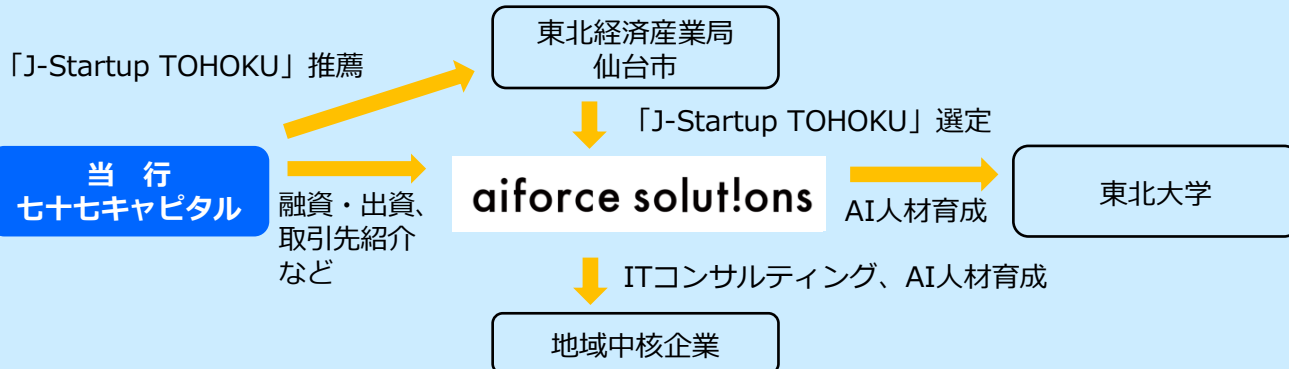 東北経済産業局
仙台市
「J-Startup TOHOKU」推薦
「J-Startup TOHOKU」選定
当　行
七十七キャピタル
融資・出資、
取引先紹介
など
aiforce solut!ons
AI人材育成
東北大学
ITコンサルティング、AI人材育成
地域中核企業